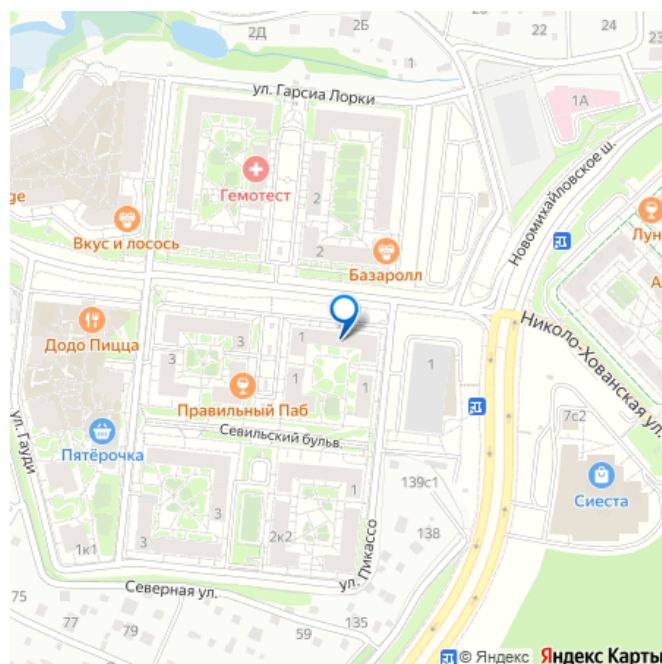 2Д
2Б
22
24
23
1
ул. Гарсиа Лорки
1А
Новомихайловское ш.
Гемотест
ge
2
Вкус и лосось
2
Базаролл
Лун
А
Николо-Хованская ул.
Додо Пицца
3
3
1
1
1
1
Правильный Паб
7с2
ул. Гауди
Пятёрочка
Севильский бульв.
Сиеста
139с1
1
3
3
2к2
138
1к1
ул. Пикассо
Северная ул.
75
77
79
59
135
© Яндекс Яндекс Карты